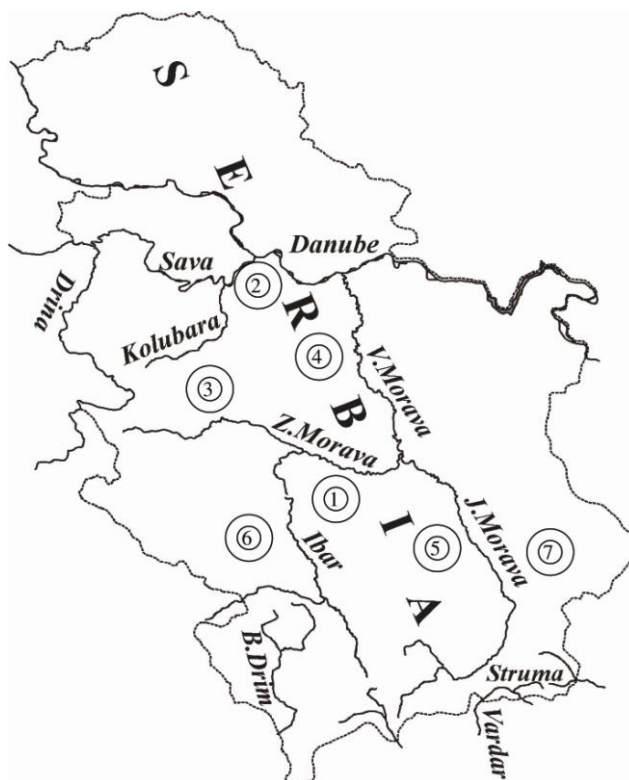 S
E
R
B
I
A
Danube
Sava
Drina
Kolubara
V.Morava
Z.Morava
J.Morava
Ibar
B.Drim
Struma
Vardar
2
4
3
1
6
5
7